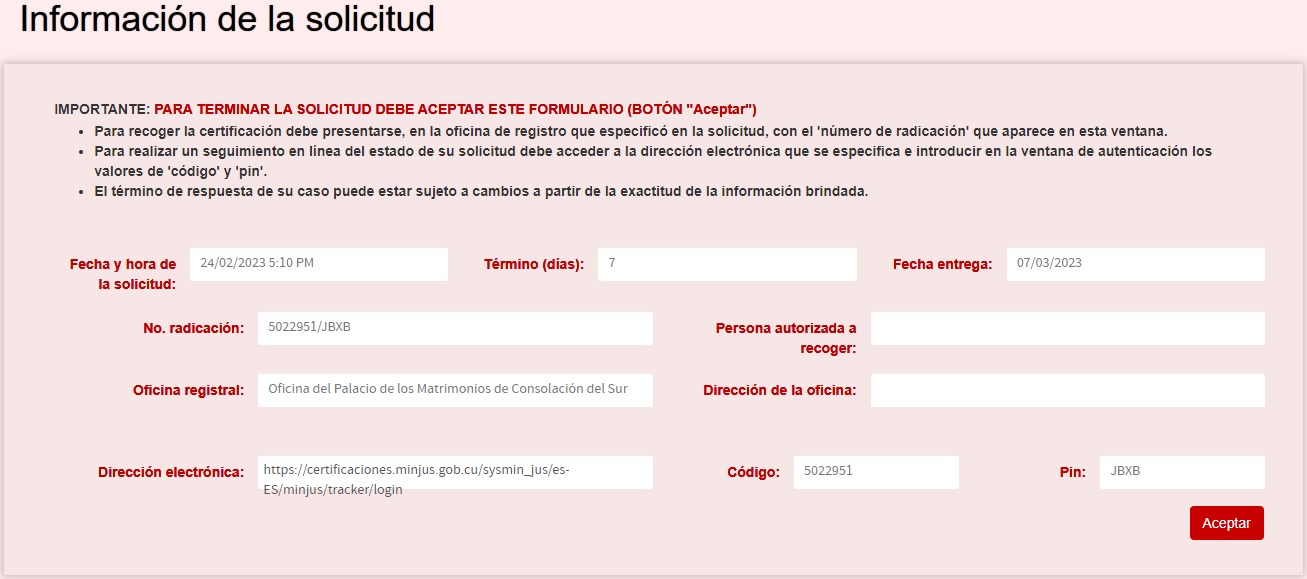 Información de la solicitud
IMPORTANTE: PARA TERMINAR LA SOLICITUD DEBE ACEPTAR ESTE FORMULARIO (BOTÓN "Aceptar")
• Para recoger la certificación debe presentarse, en la oficina de registro que especificó en la solicitud, con el 'número de radicación' que aparece en esta ventana.
• Para realizar un seguimiento en línea del estado de su solicitud debe acceder a la dirección electrónica que se especifica e introducir en la ventana de autenticación los
valores de 'código' y 'pin'.
• El término de respuesta de su caso puede estar sujeto a cambios a partir de la exactitud de la información brindada.
Fecha y hora de
la solicitud:
24/02/2023 5:10 PM
Término (días):
7
Fecha entrega:
07/03/2023
No. radicación:
5022951/JBXB
Persona autorizada a
recoger:
Oficina registral:
Oficina del Palacio de los Matrimonios de Consolación del Sur
Dirección de la oficina:
Dirección electrónica:
https://certificaciones.minjus.gob.cu/sysmin_jus/es-
ES/minjus/tracker/login
Código:
5022951
Pin:
JBXB
Aceptar